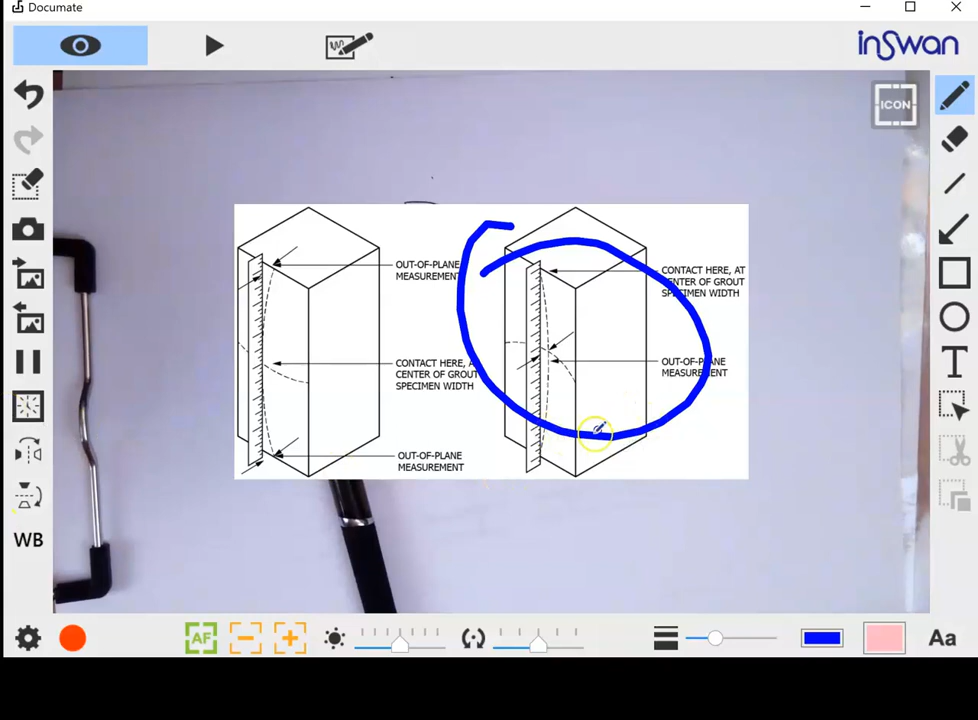 Documate
inSwan
ICON
OUT-OF-PLANE
MEASUREMENT
CONTACT HERE, AT
CENTER OF GROUT
SPECIMEN WIDTH
OUT-OF-PLANE
MEASUREMENT
CONTACT HERE, AT
CENTER OF GROUT
SPECIMEN WIDTH
OUT-OF-PLANE
MEASUREMENT
WB
AF
Aa